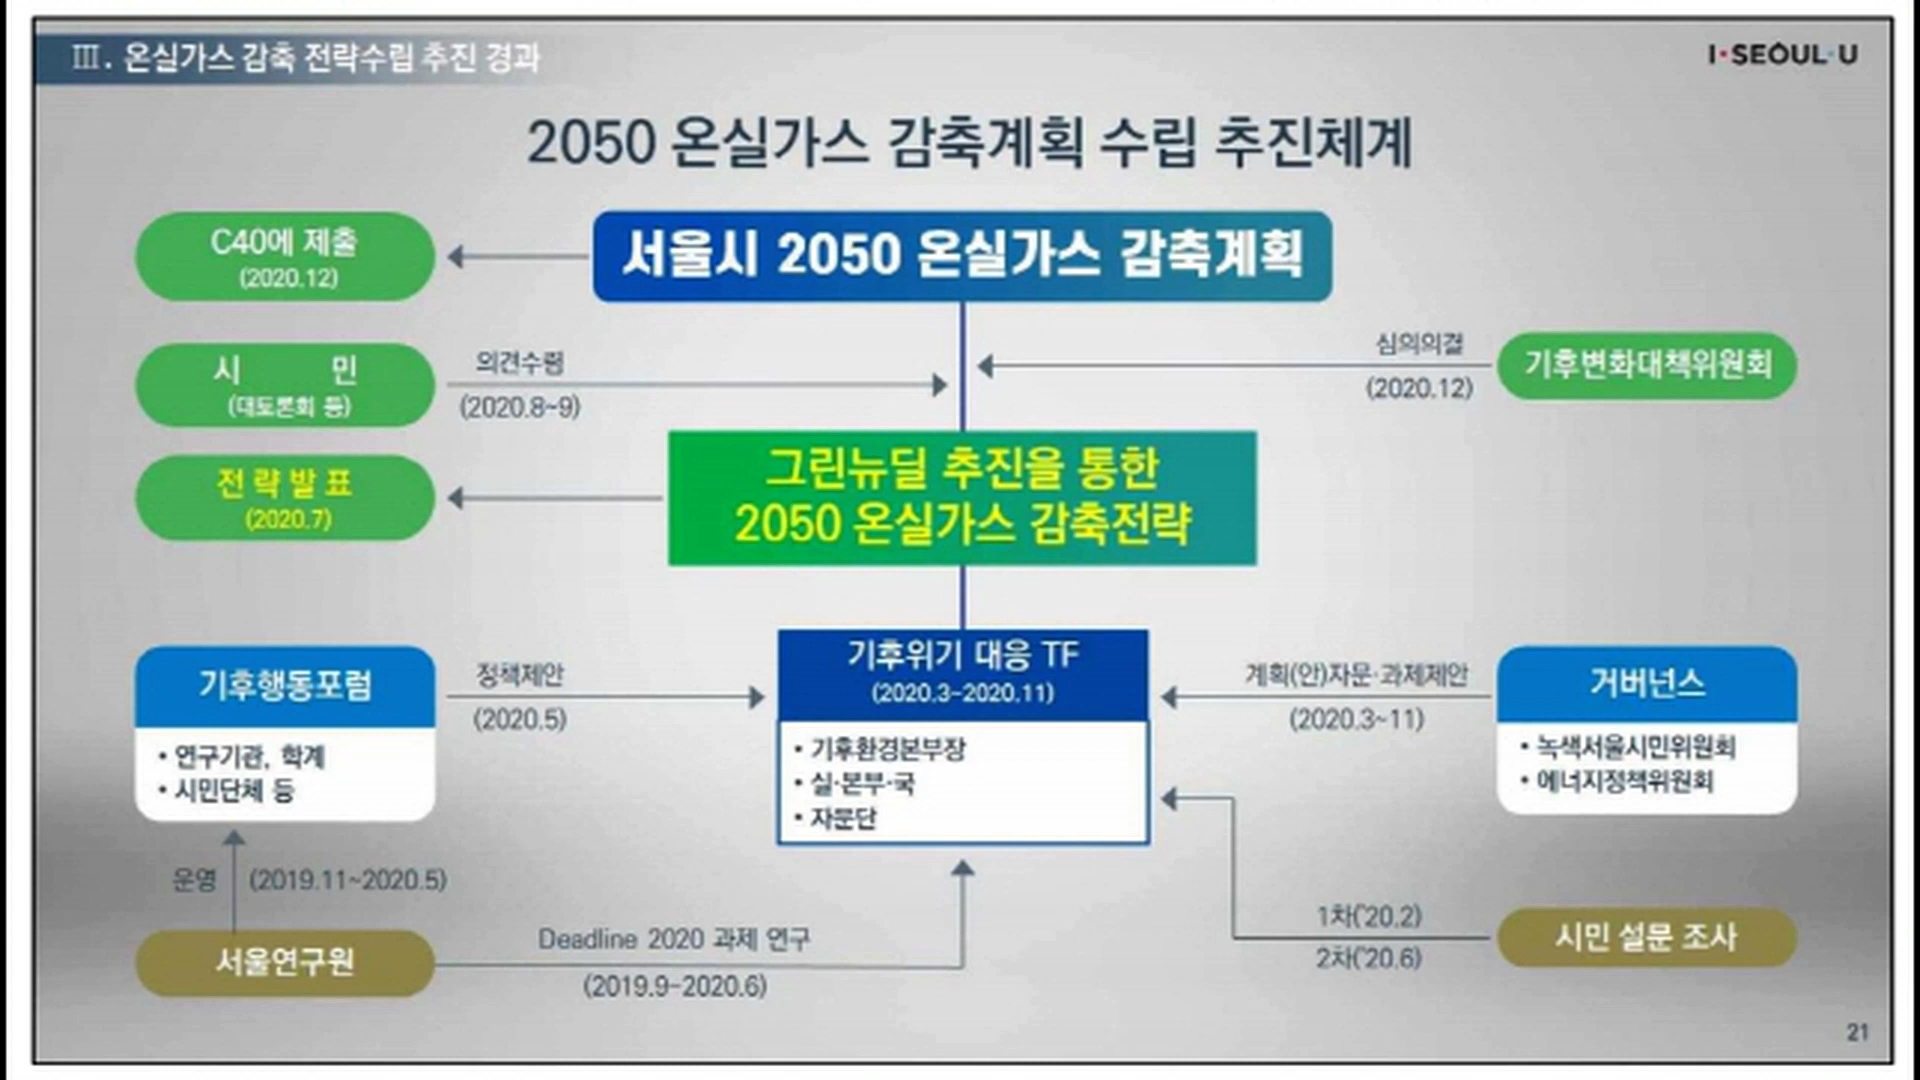 Ⅲ. 온실가스 감축 전략수립 추진 경과
I·SEOUL·U
2050 온실가스 감축계획 수립 추진체계
C40에 제출
(2020.12)
서울시 2050 온실가스 감축계획
시 민
(대토론회 등)
의견수렴
(2020.8~9)
심의의결
(2020.12)
기후변화대책위원회
전 략 발 표
(2020.7)
그린뉴딜 추진을 통한
2050 온실가스 감축전략
기후행동포럼
• 연구기관, 학계
• 시민단체 등
정책제안
(2020.5)
기후위기 대응 TF
(2020.3~2020.11)
• 기후환경본부장
• 실·본부·국
• 자문단
계획(안)자문·과제제안
(2020.3~11)
거버넌스
• 녹색서울시민위원회
• 에너지정책위원회
운영 (2019.11~2020.5)
서울연구원
Deadline 2020 과제 연구
(2019.9~2020.6)
1차('20.2)
2차('20.6)
시민 설문 조사
21